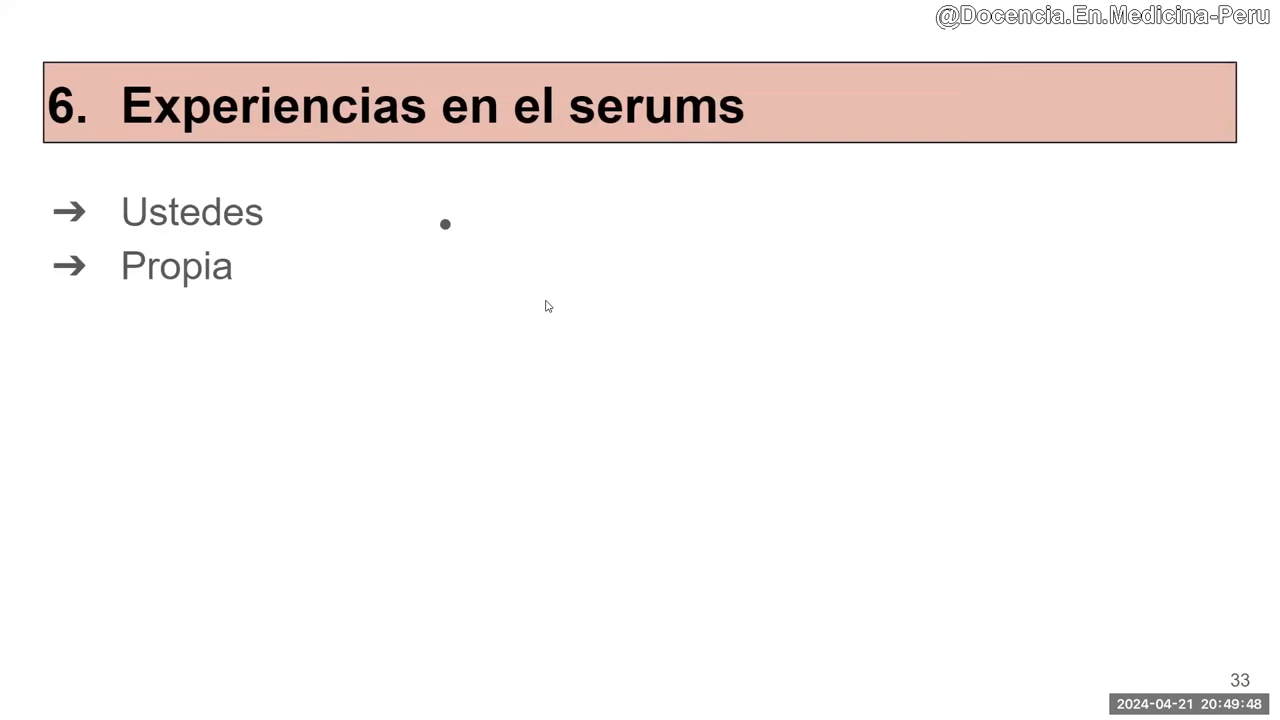 @Docencia.En.Medicina-Peru
6. Experiencias en el serums
➔ Ustedes
•
➔ Propia
33
2024-04-21 20:49:48